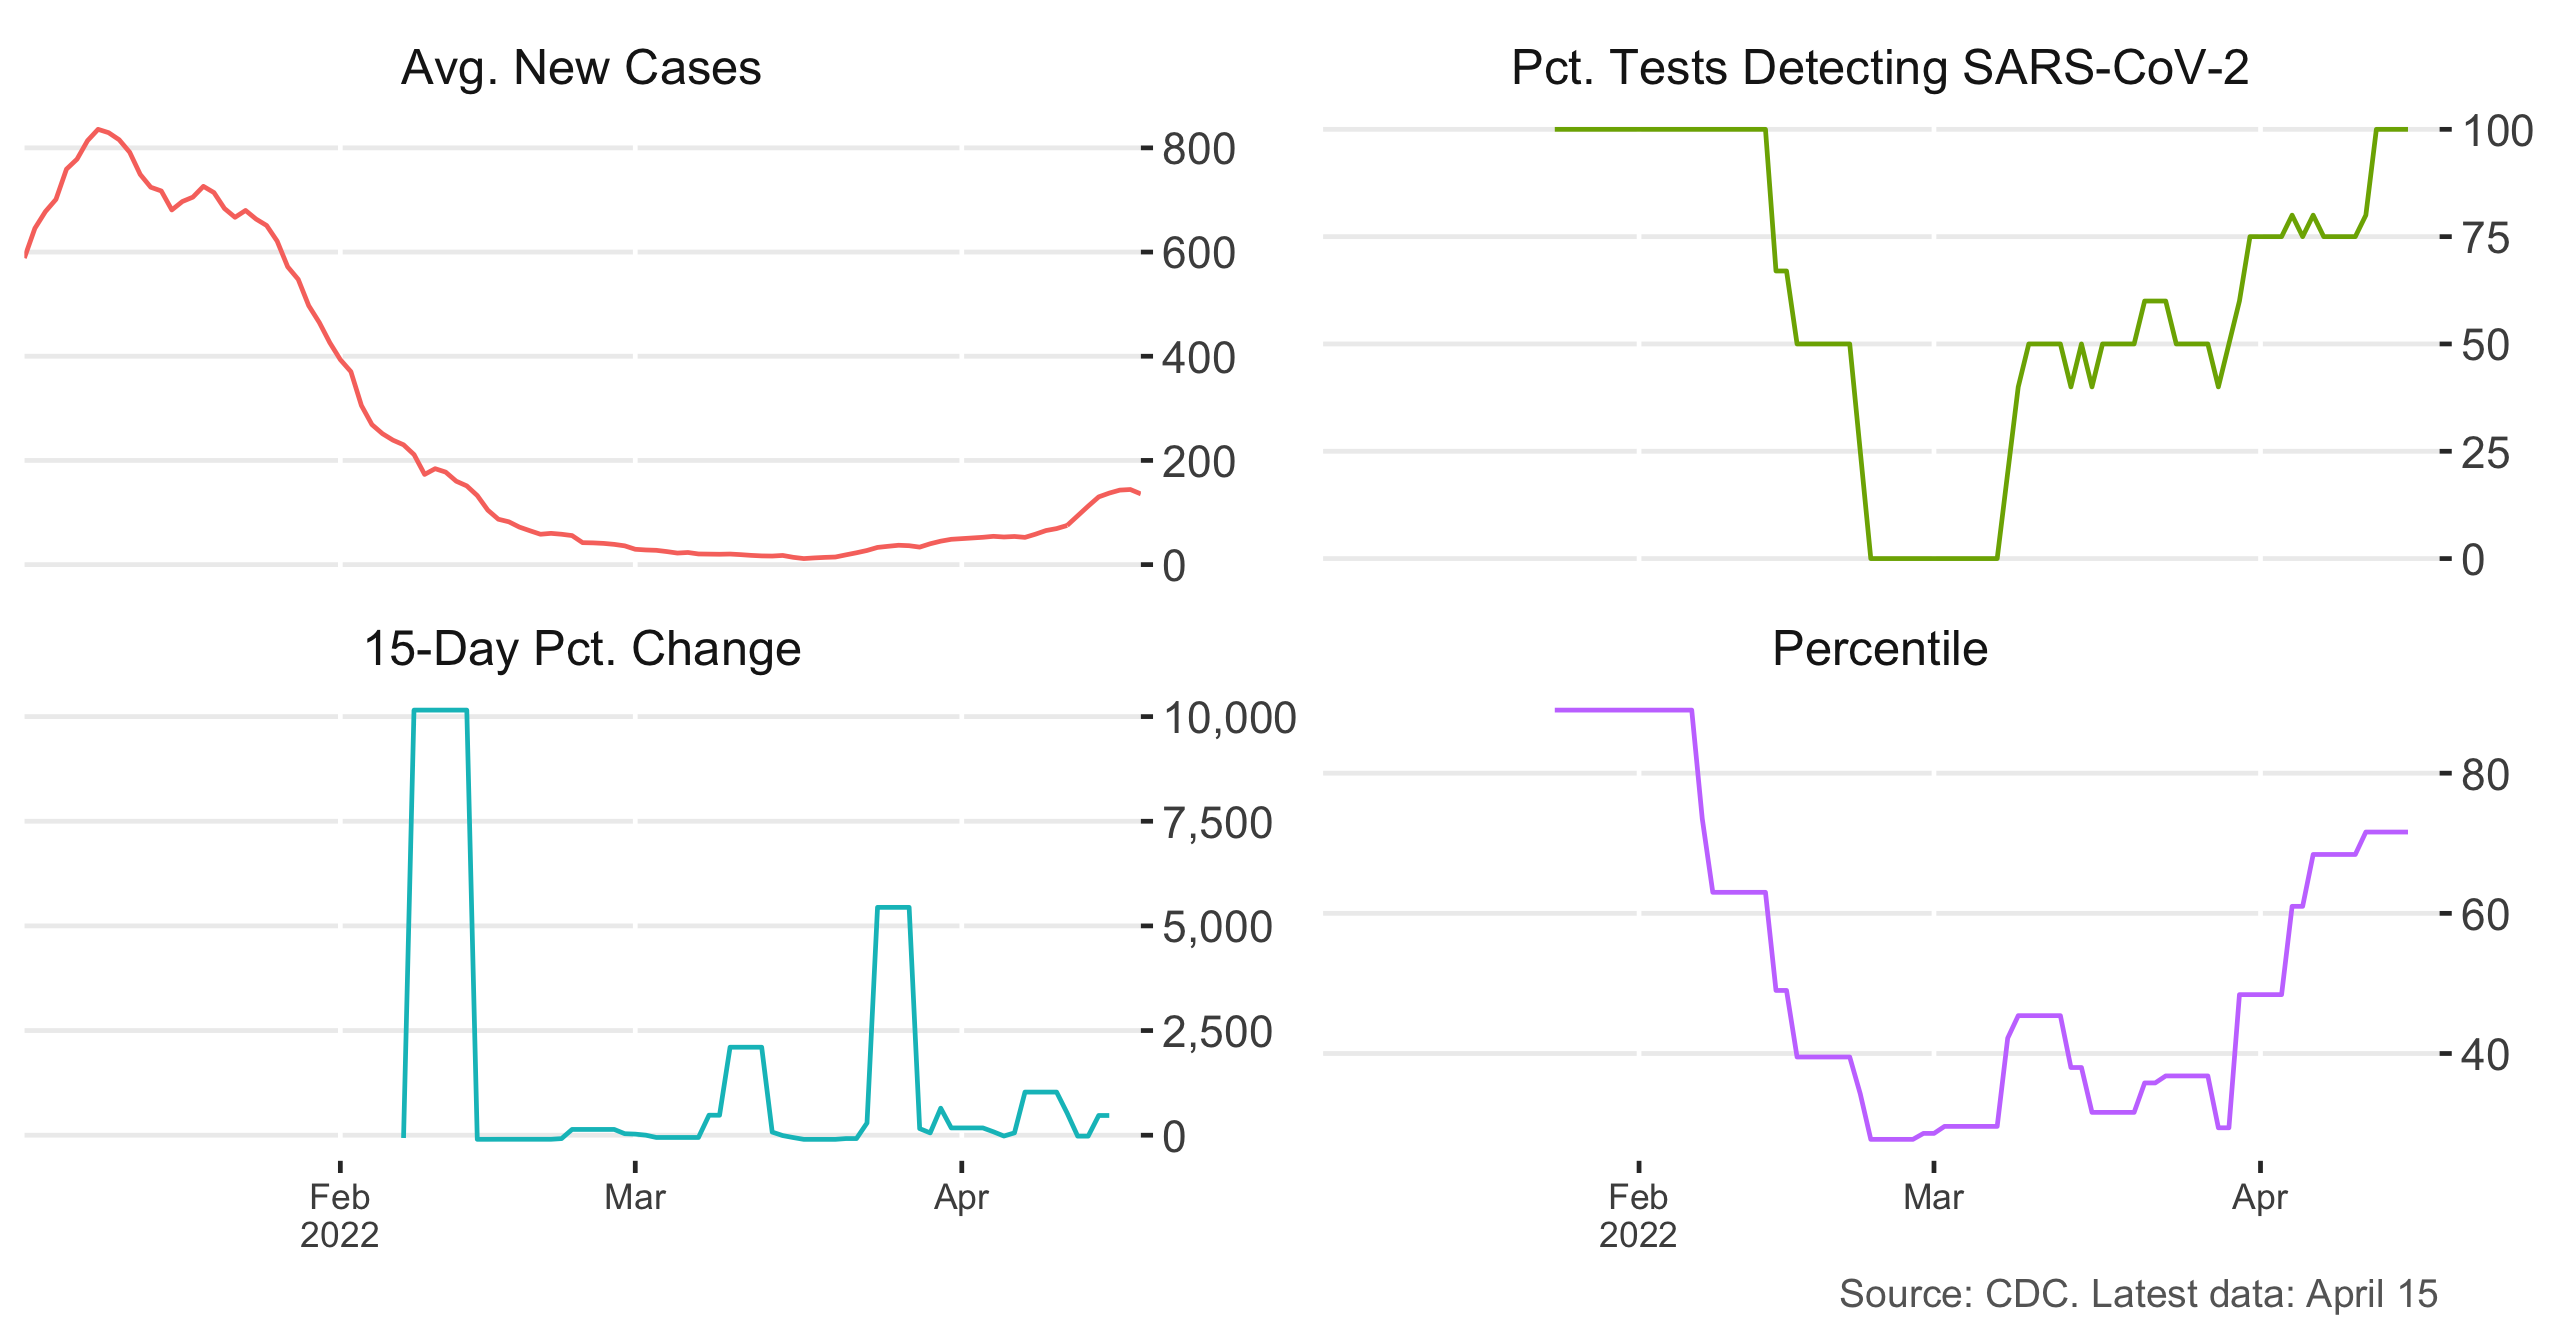 Avg. New Cases
800
600
400
200
0
Pct. Tests Detecting SARS-CoV-2
100
75
50
25
0
15-Day Pct. Change
10,000
7,500
5,000
2,500
0
Feb
2022
Mar
Apr
Percentile
80
60
40
Feb
2022
Mar
Apr
Source: CDC. Latest data: April 15